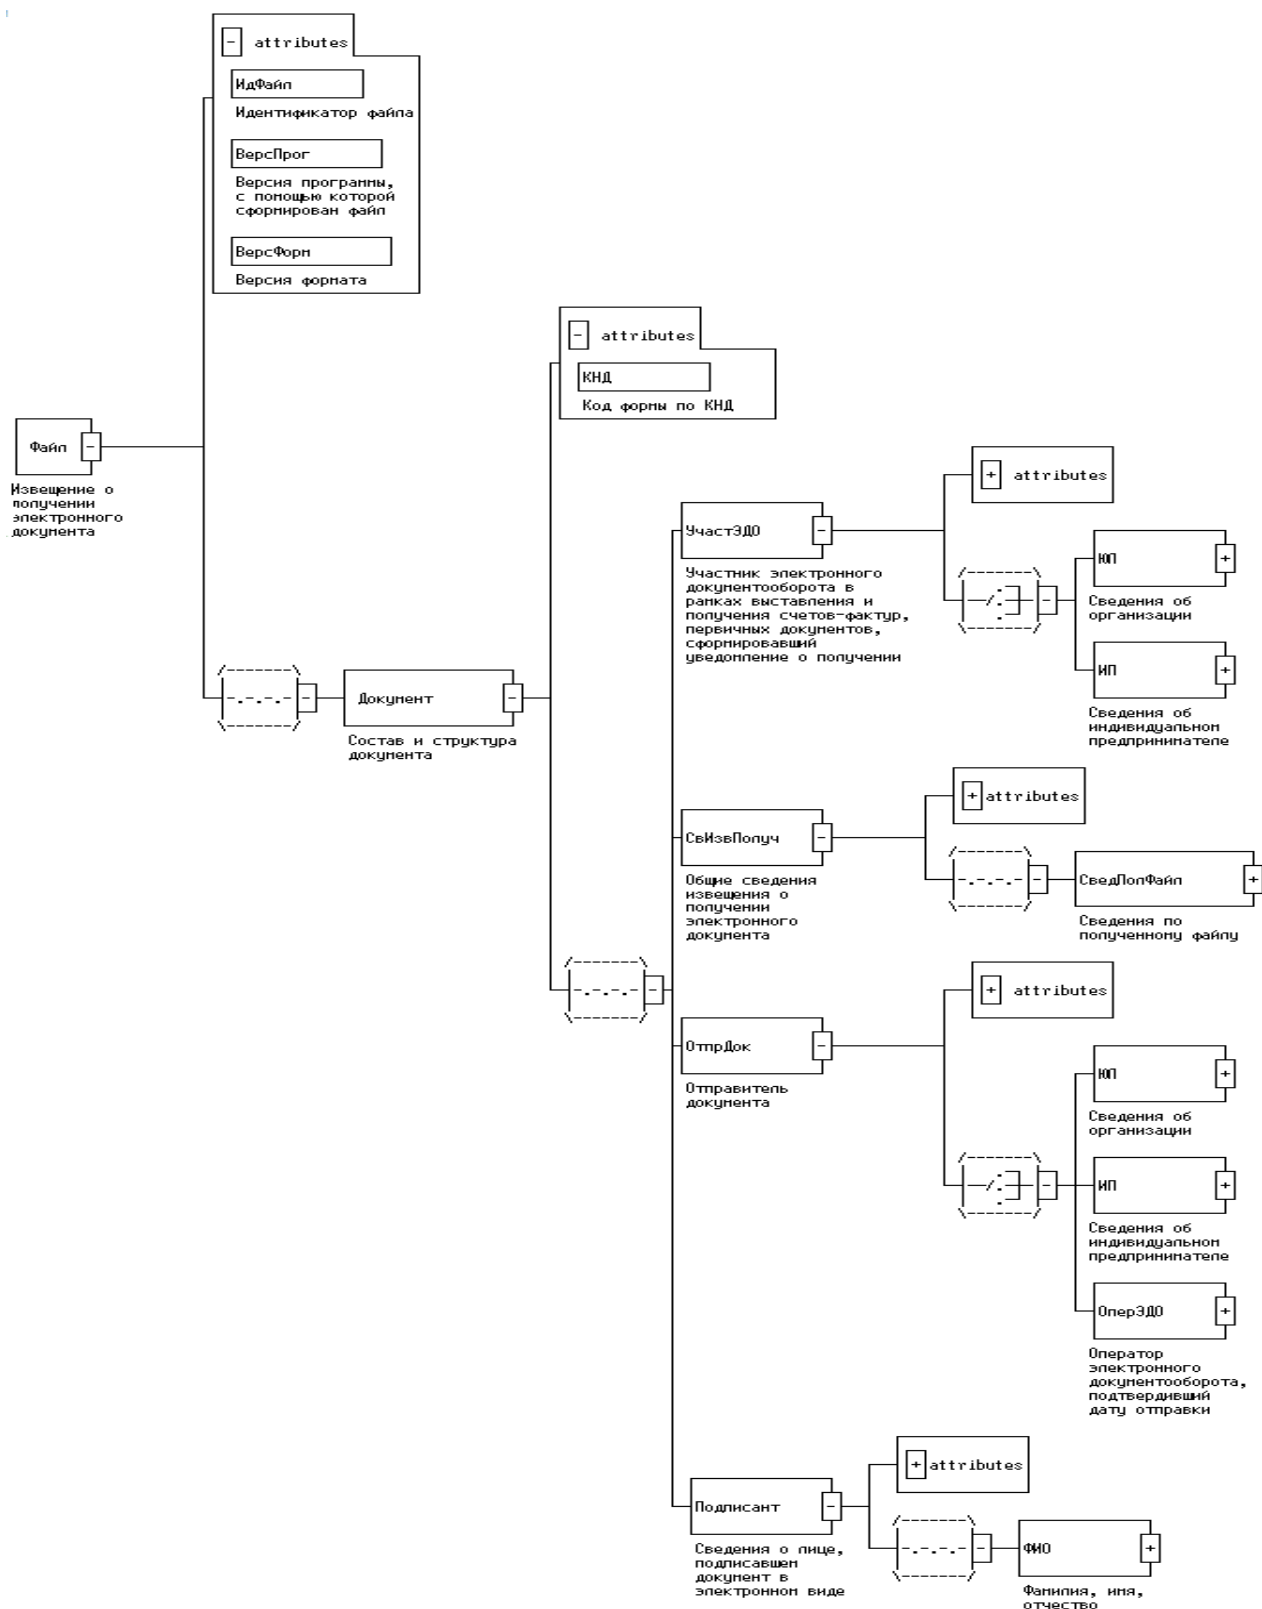 attributes
ИдФайл
Идентификатор файла
ВерсПрог
Версия программы,
с помощью которой
сформирован файл
ВерсФорм
Версия формата
attributes
КНД
Код формы по КНД
Файл
Извещение о
получении
электронного
документа
Документ
Состав и структура
документа
УчастЭДО
Участник электронного
документооборота в
рамках выставления и
получения счетов-фактур,
первичных документов,
сформировавший
уведомление о получении
attributes
ЮЛ
Сведения об
организации
ИП
Сведения об
индивидуальном
предпринимателе
СвИзвПолуч
Общие сведения
извещения о
получении
электронного
документа
attributes
СведПолФайл
Сведения по
полученному файлу
ОтпрДок
Отправитель
документа
attributes
ЮЛ
Сведения об
организации
ИП
Сведения об
индивидуальном
предпринимателе
ОперЭДО
Оператор
электронного
документооборота,
подтвердивший
дату отправки
Подписант
Сведения о лице,
подписавшем
документ в
электронном виде
attributes
ФИО
Фамилия, имя,
отчество